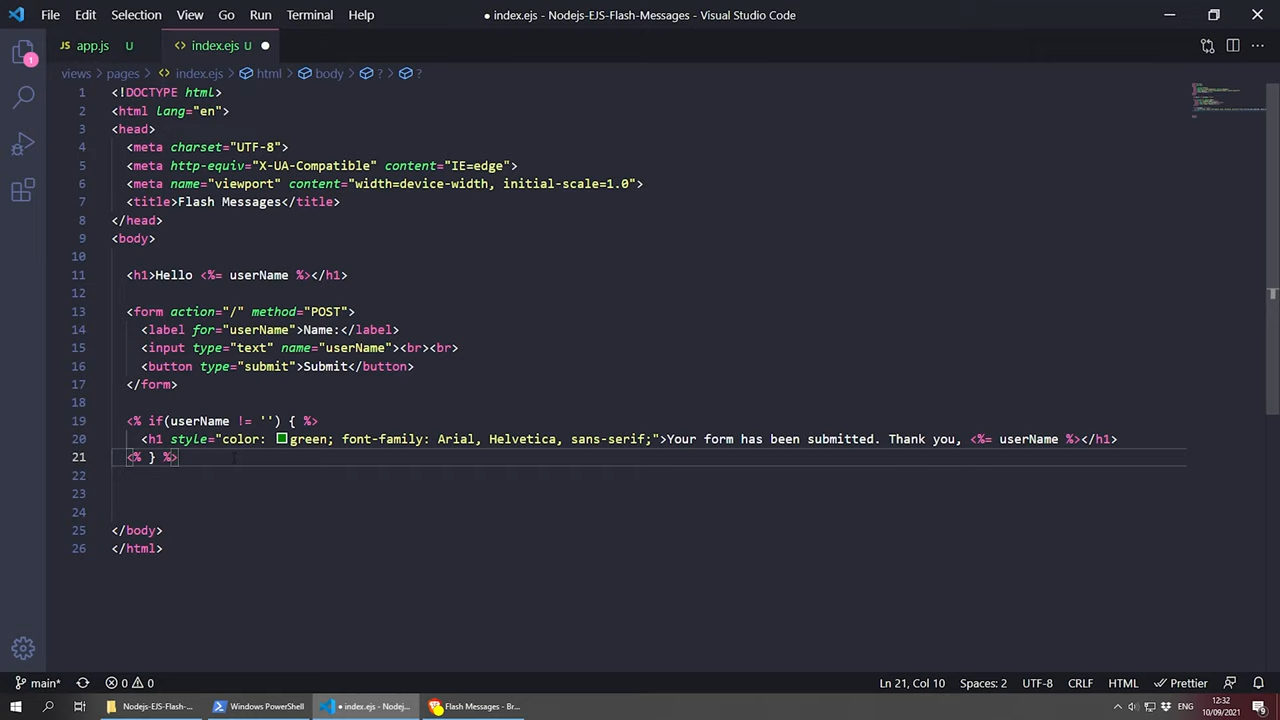 File Edit Selection View Go Run Terminal Help ● index.ejs - Nodejs-EJS-Flash-Messages - Visual Studio Code
JS app.js U <> index.ejs U ●
views > pages > <> index.ejs > html > body > ? > ?
1 <!DOCTYPE html>
2 <html lang="en">
3 <head>
4 <meta charset="UTF-8">
5 <meta http-equiv="X-UA-Compatible" content="IE=edge">
6 <meta name="viewport" content="width=device-width, initial-scale=1.0">
7 <title>Flash Messages</title>
8 </head>
9 <body>
10
11 <h1>Hello <%= userName %></h1>
12
13 <form action="/" method="POST">
14 <label for="userName">Name:</label>
15 <input type="text" name="userName"><br><br>
16 <button type="submit">Submit</button>
17 </form>
18
19 <% if(userName != '') { %>
20 <h1 style="color: green; font-family: Arial, Helvetica, sans-serif;">Your form has been submitted. Thank you, <%= userName %></h1>
21 <% } %>
22
23
24
25 </body>
26 </html>
1
main* 0 0 Ln 21, Col 10 Spaces: 2 UTF-8 CRLF HTML Prettier
Nodejs-EJS-Flash-... Windows PowerShell ● index.ejs - Nodej... Flash Messages - Br... ENG 12:32
10/09/2021